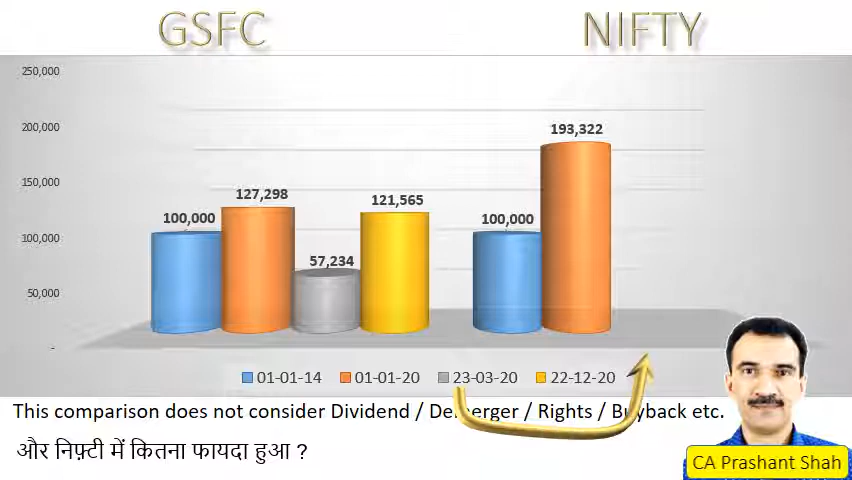 GSFC NIFTY
250,000
200,000
150,000
100,000
50,000
-
100,000 127,298 57,234 121,565
100,000 193,322
01-01-14 01-01-20 23-03-20 22-12-20
This comparison does not consider Dividend / Demerger / Rights / Buyback etc.
और निफ़्टी में कितना फायदा हुआ ?
CA Prashant Shah